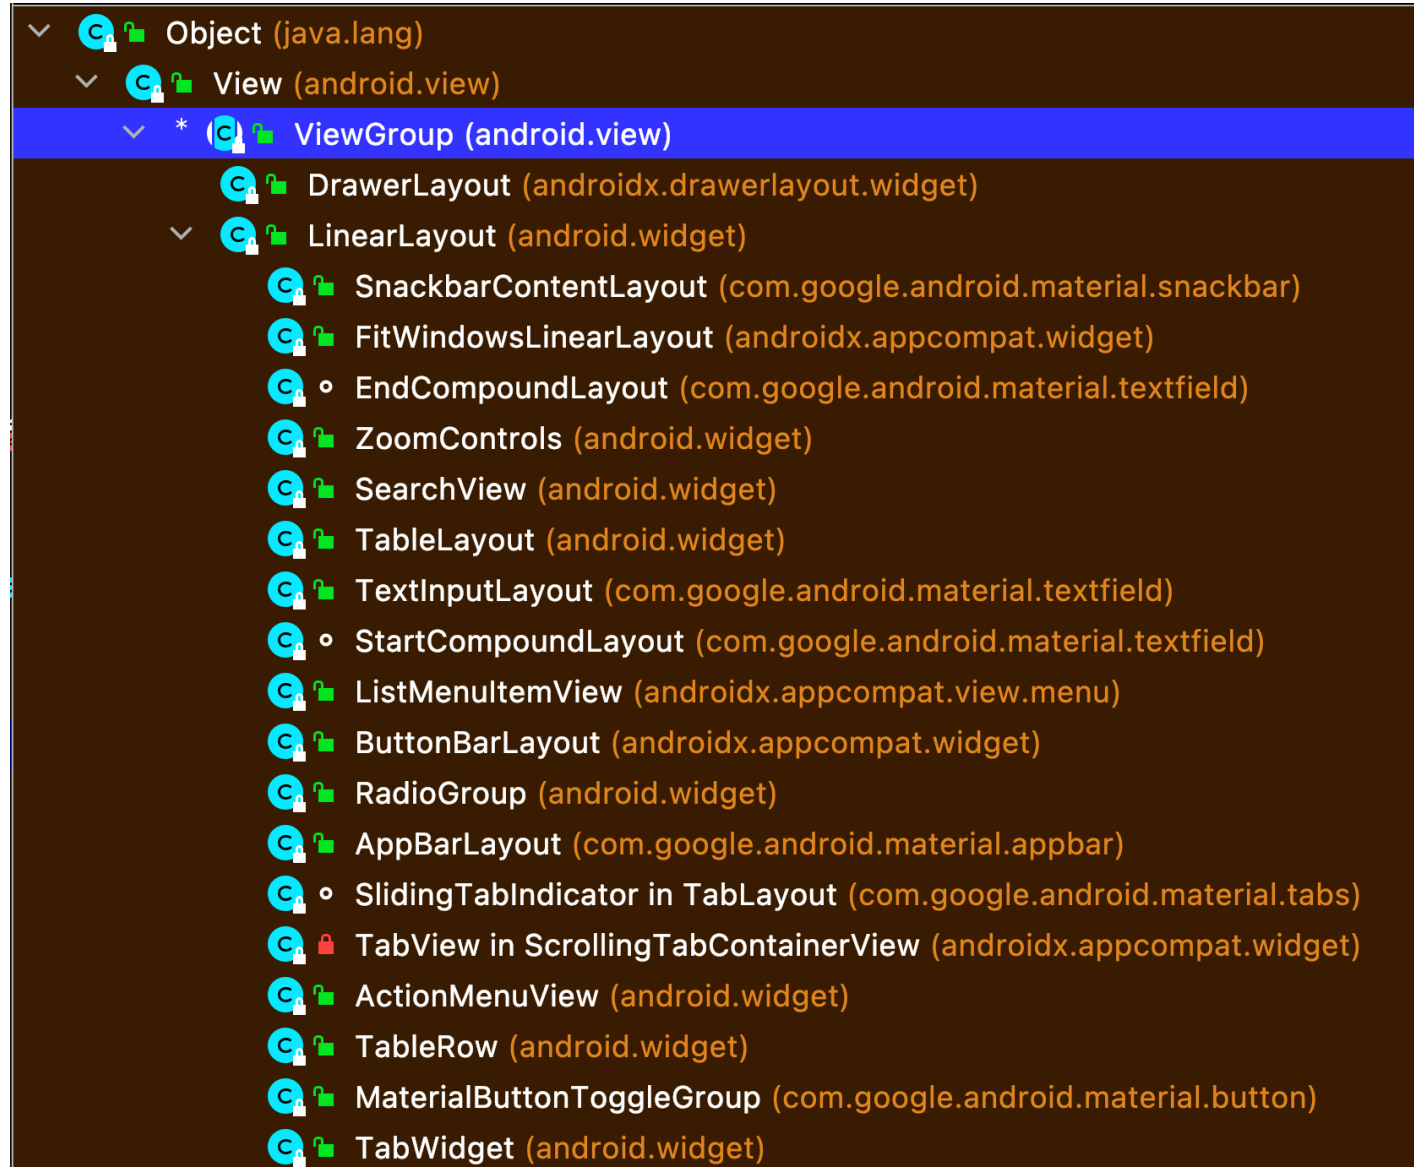 Object (java.lang)
View (android.view)
* ViewGroup (android.view)
DrawerLayout (androidx.drawerlayout.widget)
LinearLayout (android.widget)
SnackbarContentLayout (com.google.android.material.snackbar)
FitWindowsLinearLayout (androidx.appcompat.widget)
EndCompoundLayout (com.google.android.material.textfield)
ZoomControls (android.widget)
SearchView (android.widget)
TableLayout (android.widget)
TextInputLayout (com.google.android.material.textfield)
StartCompoundLayout (com.google.android.material.textfield)
ListMenuItemView (androidx.appcompat.view.menu)
ButtonBarLayout (androidx.appcompat.widget)
RadioGroup (android.widget)
AppBarLayout (com.google.android.material.appbar)
SlidingTabIndicator in TabLayout (com.google.android.material.tabs)
TabView in ScrollingTabContainerView (androidx.appcompat.widget)
ActionMenuView (android.widget)
TableRow (android.widget)
MaterialButtonToggleGroup (com.google.android.material.button)
TabWidget (android.widget)